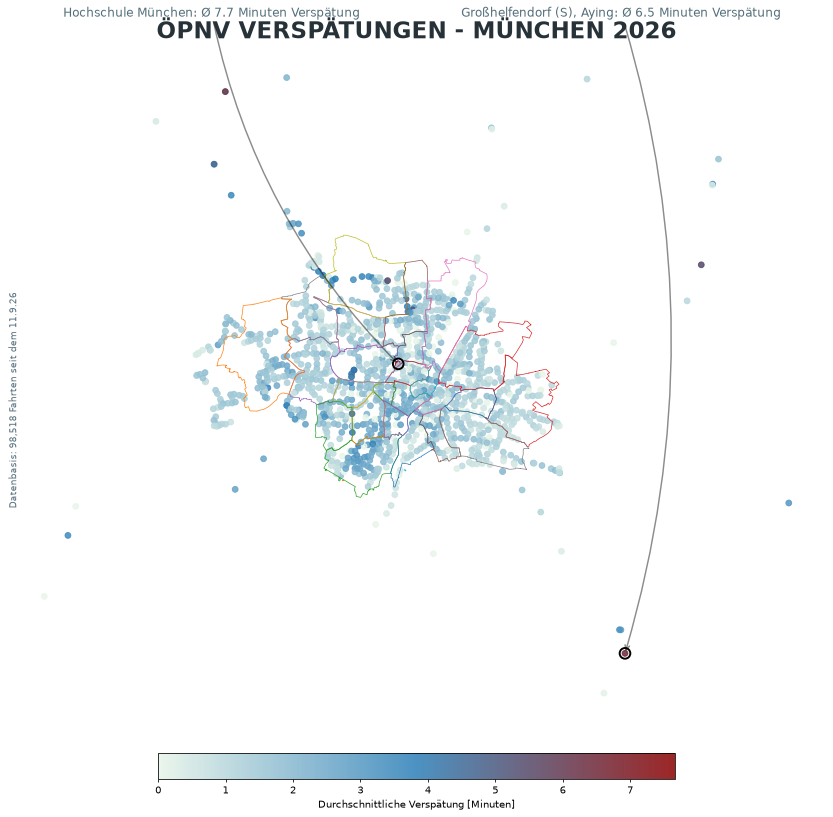 Hochschule München: Ø 7.7 Minuten Verspätung
Großhelfendorf (S), Aying: Ø 6.5 Minuten Verspätung
ÖPNV VERSPÄTUNGEN - MÜNCHEN 2026
Datenbasis: 98.518 Fahrten seit dem 11.9.26
0 1 2 3 4 5 6 7
Durchschnittliche Verspätung [Minuten]